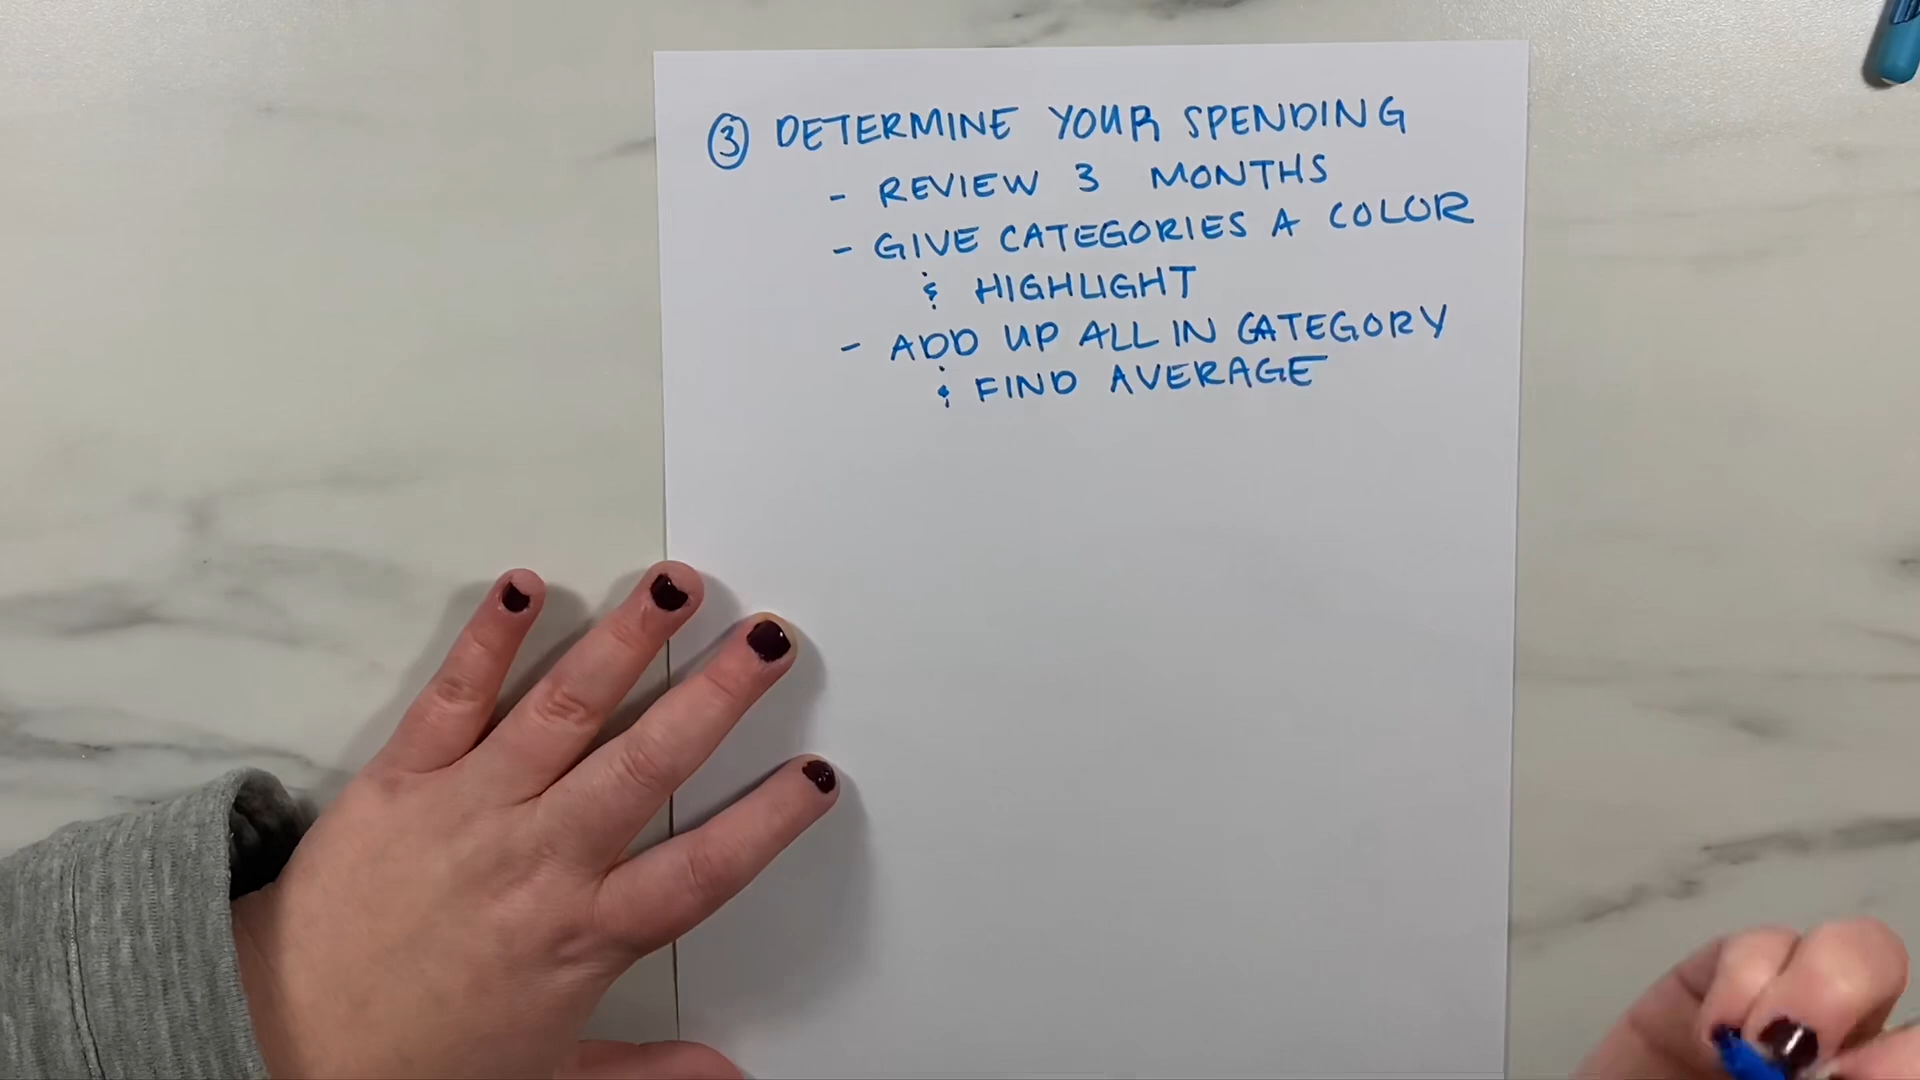 ③ DETERMINE YOUR SPENDING
- REVIEW 3 MONTHS
- GIVE CATEGORIES A COLOR
& HIGHLIGHT
- ADD UP ALL IN CATEGORY
& FIND AVERAGE